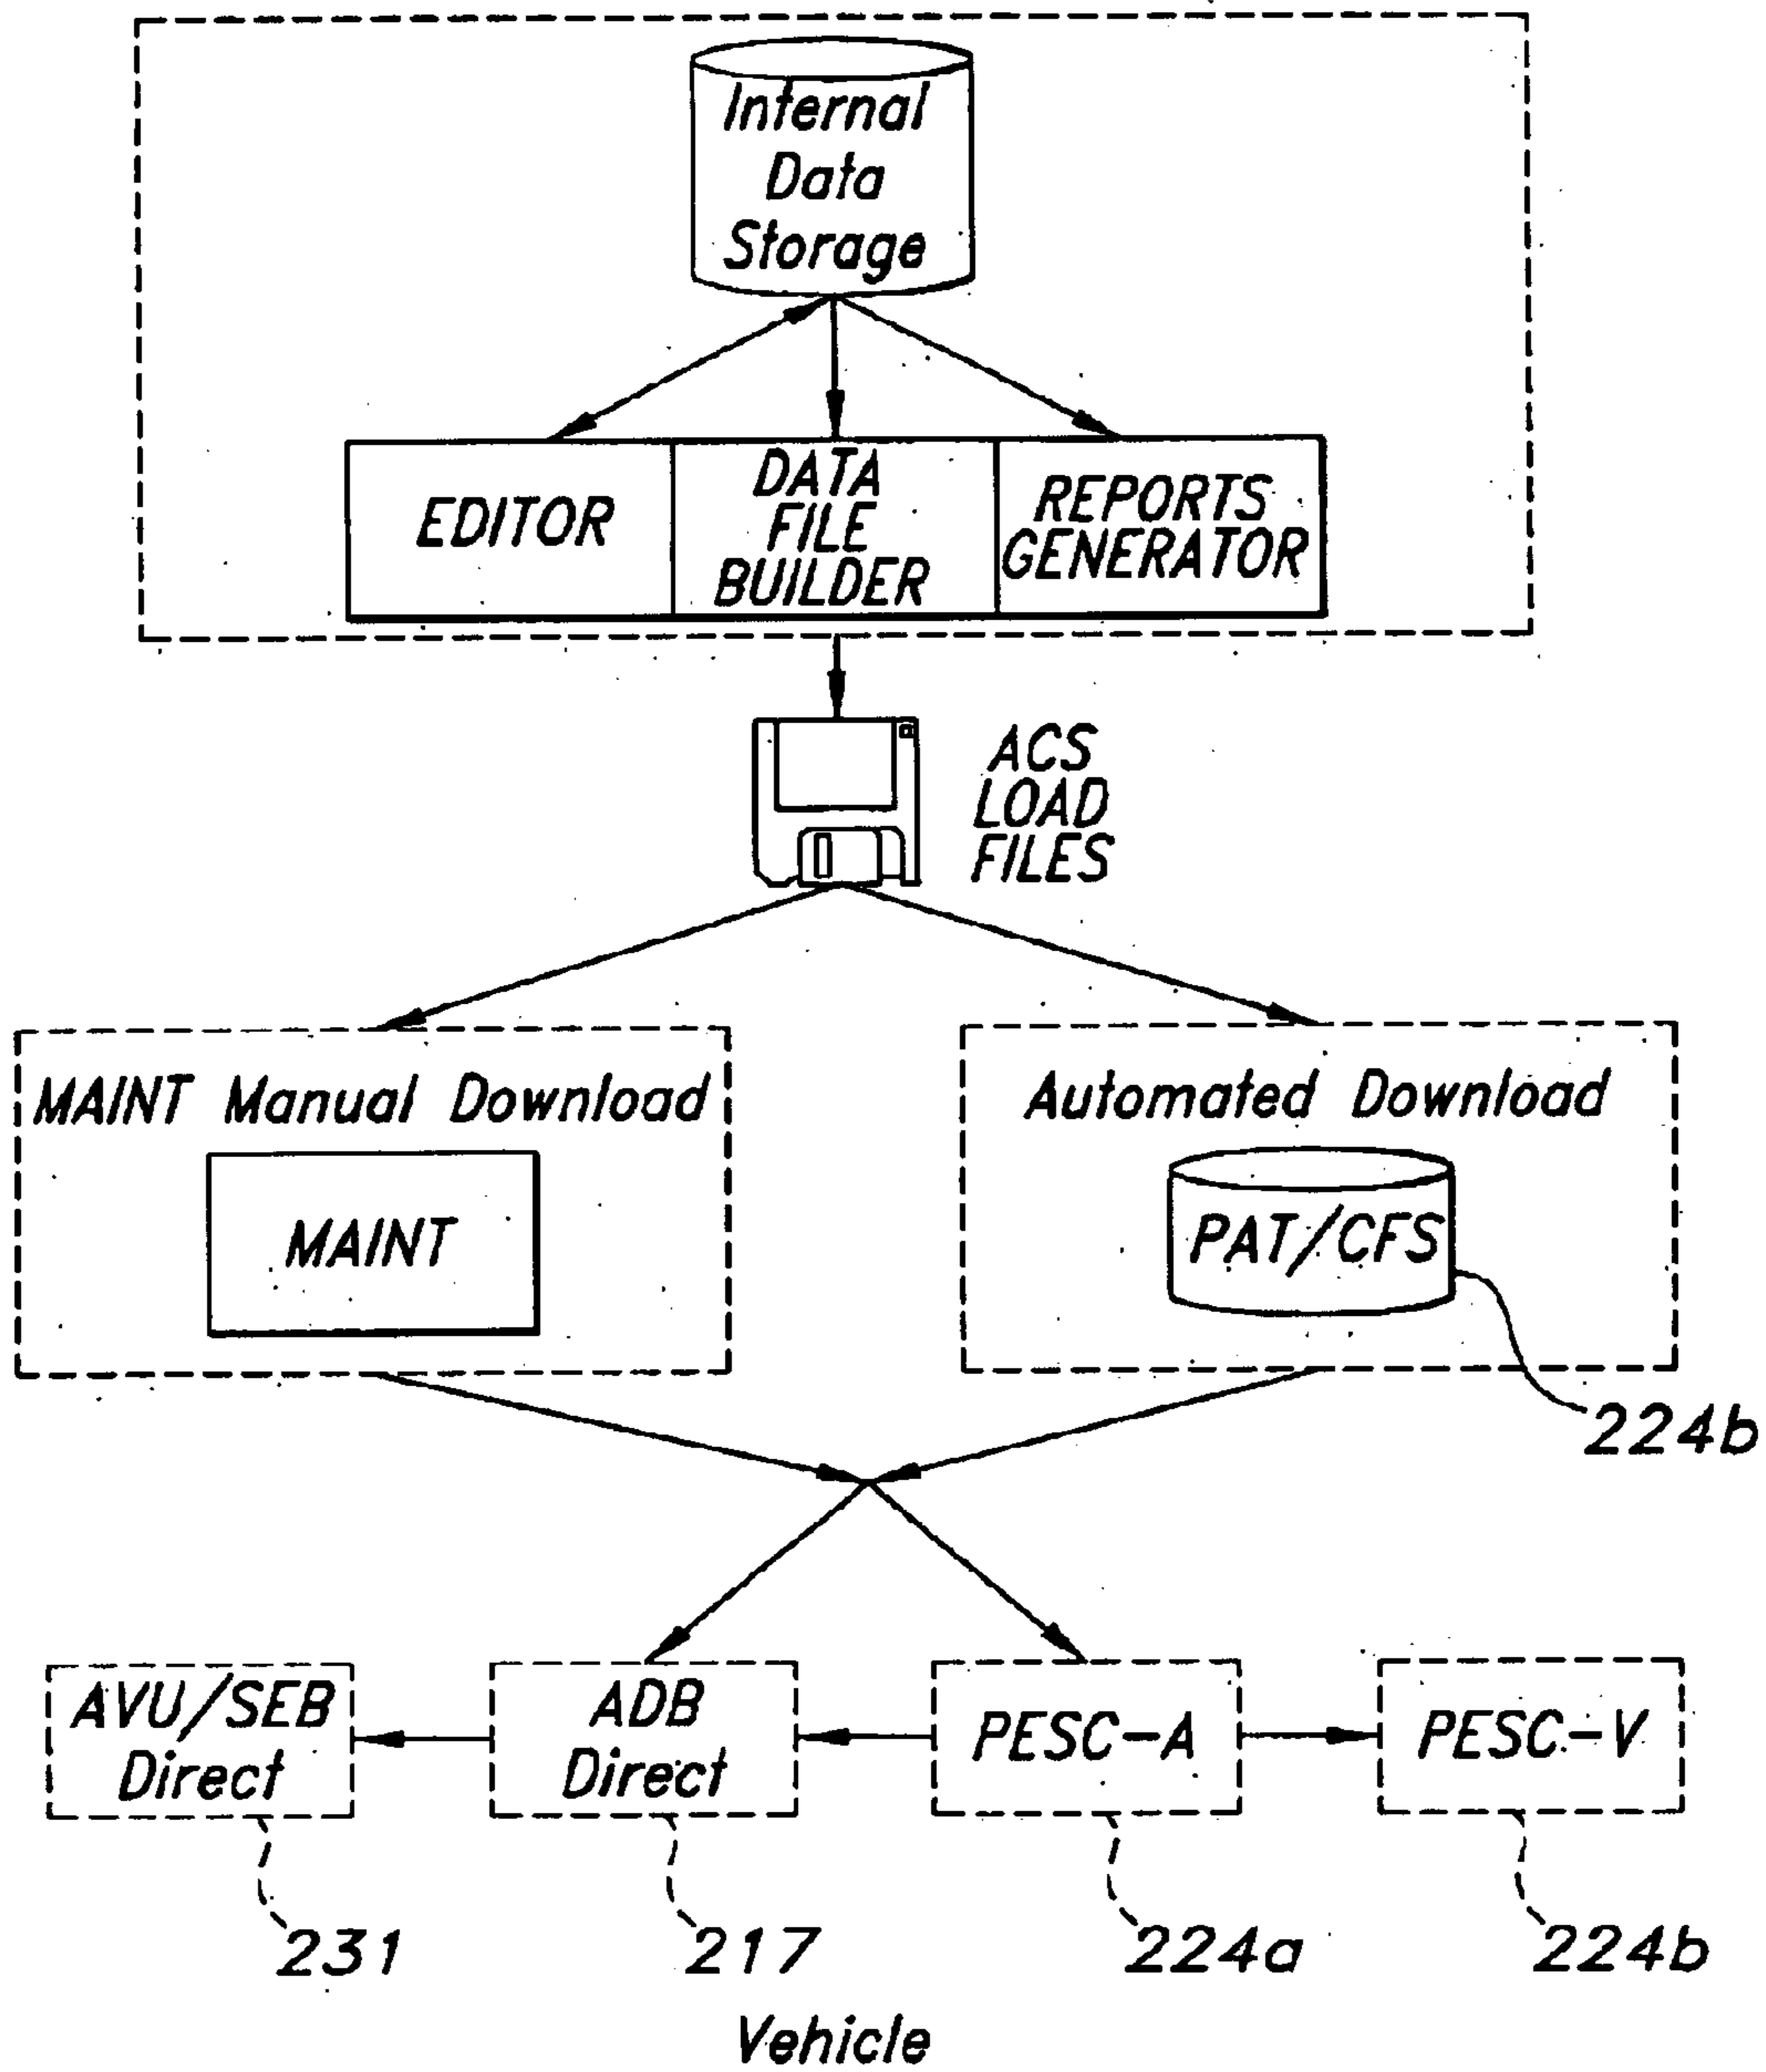 Internal
Data
Storage
EDITOR
DATA
FILE
BUILDER
REPORTS
GENERATOR
ACS
LOAD
FILES
MAINT Manual Download
MAINT
Automated Download
PAT/CFS
224b
AVU/SEB
Direct
ADB
Direct
PESC-A
PESC-V
231
217
224a
224b
Vehicle